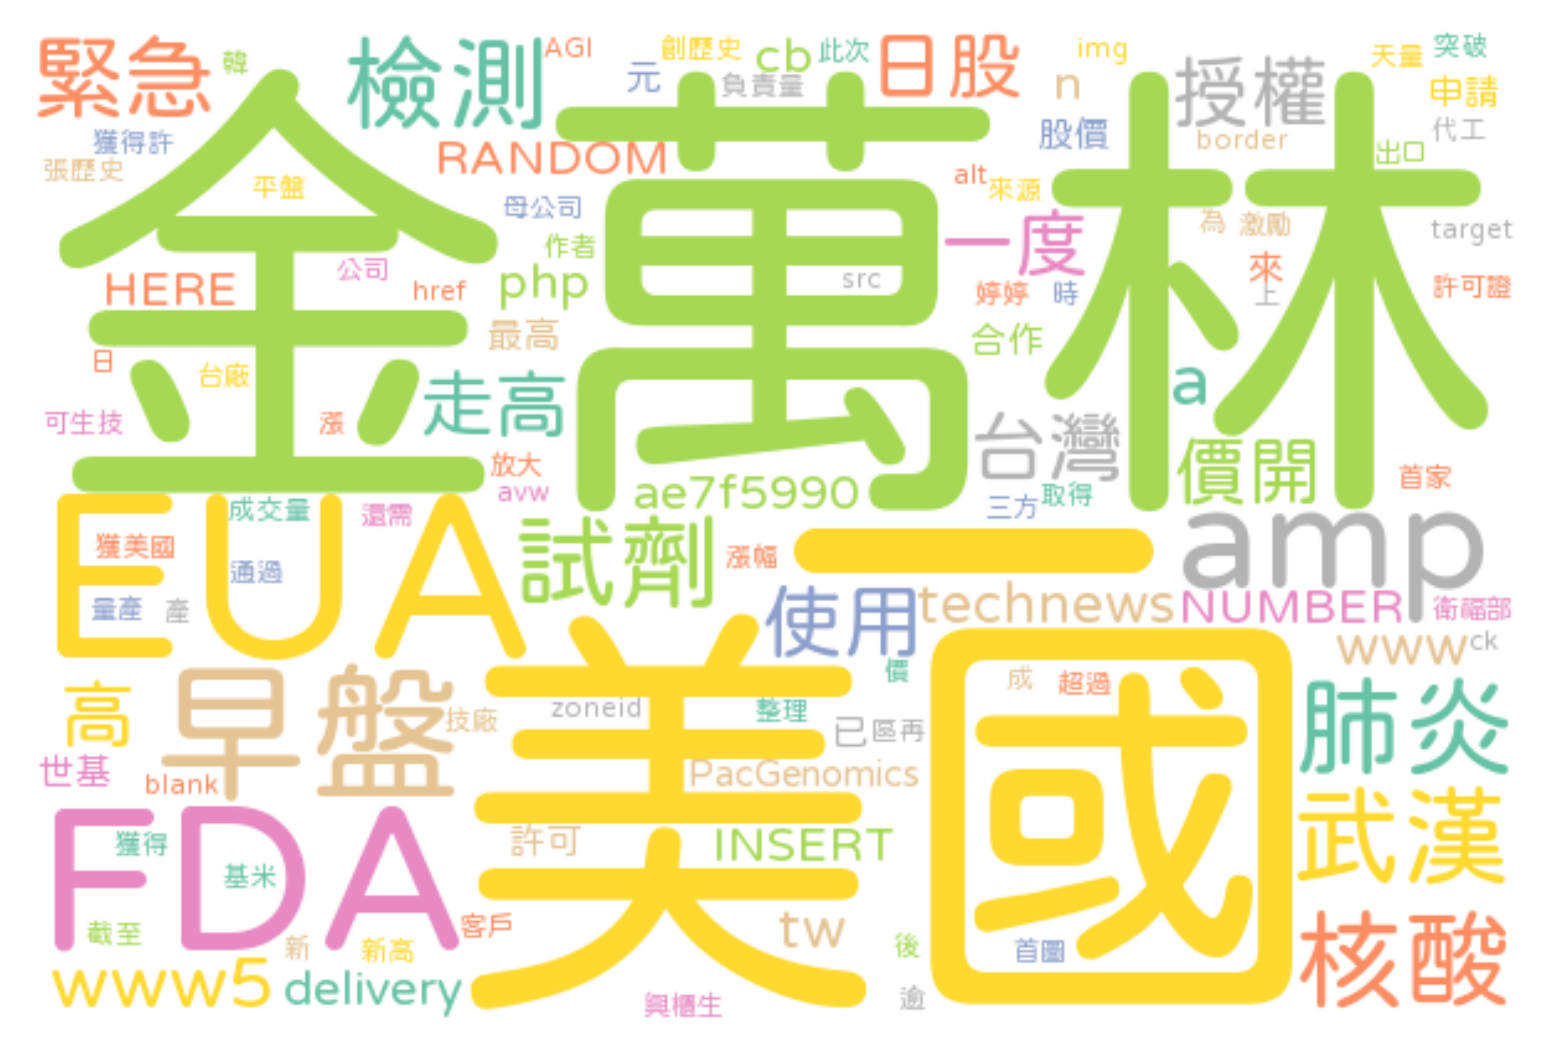 緊急
韓
檢測
AGI
元
創歷史
負責量
cb
此次
日股
n
img
授權
天量
突破
申請
代工
獲得許
張歷史
平盤
RANDOM
母公司
股價
border
出口
alt
來源
金萬林
一度
為
激勵
target
作者
公司
HERE
href
php
src
婷婷
時
來
上
許可證
最高
合作
日
台廠
走高
a
可生技
漲
台灣
價開
放大
avw
ae7f5990
三方
取得
首家
EUA
成交量
還需
獲美國
通過
量產
產
試劑
漲幅
一
amp
使用
technews
NUMBER
衛福部
www
ck
高
早盤
技廠
美國
價
zoneid
整理
已
區再
成
超過
肺炎
世基
blank
PacGenomics
武漢
FDA
獲得
基米
許可
INSERT
截至
新
新高
客戶
tw
後
首圖
核酸
www5
delivery
興櫃生
逾